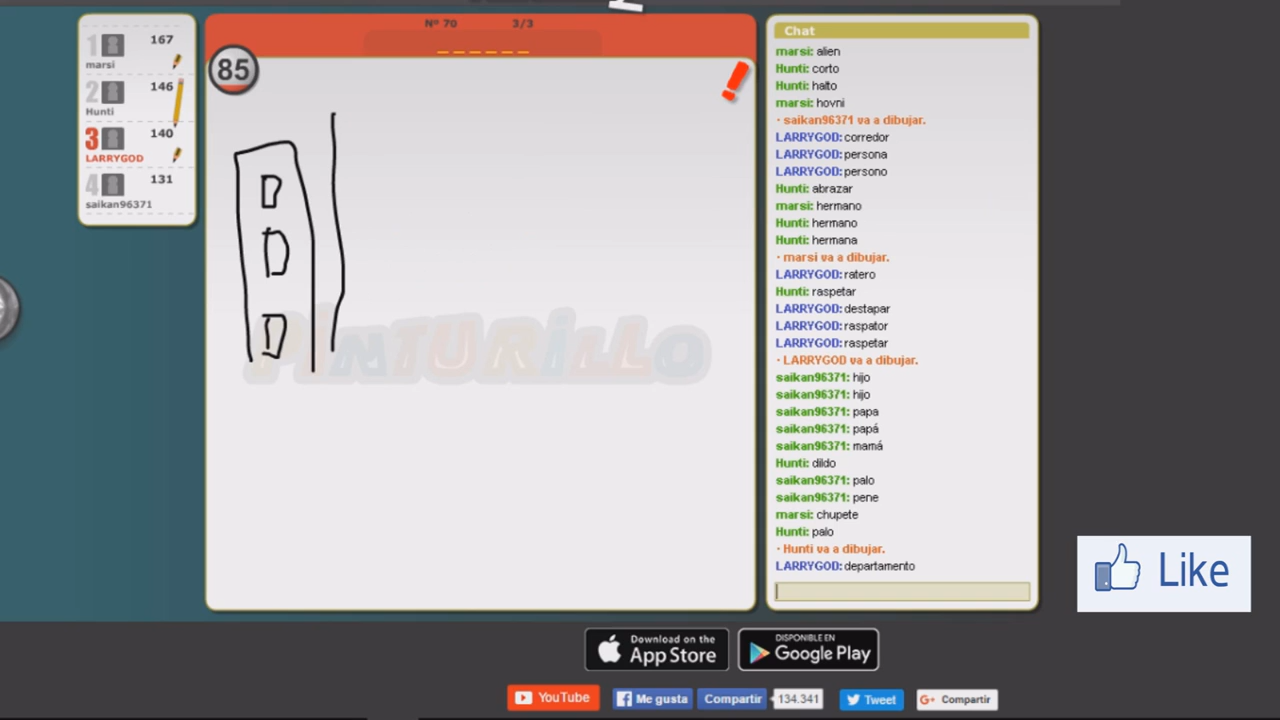 Nº 70 3/3
85
1 167
marsi
2 146
Hunti
3 140
LARRYGOD
4 131
saikan96371
PINTURILLO
Chat
marsi: alien
Hunti: corto
Hunti: halto
marsi: hovni
· saikan96371 va a dibujar.
LARRYGOD: corredor
LARRYGOD: persona
LARRYGOD: persono
Hunti: abrazar
marsi: hermano
Hunti: hermano
Hunti: hermana
· marsi va a dibujar.
LARRYGOD: ratero
Hunti: raspetar
LARRYGOD: destapar
LARRYGOD: raspator
LARRYGOD: raspetar
· LARRYGOD va a dibujar.
saikan96371: hijo
saikan96371: hijo
saikan96371: papa
saikan96371: papá
saikan96371: mamá
Hunti: dildo
saikan96371: palo
saikan96371: pene
marsi: chupete
Hunti: palo
· Hunti va a dibujar.
LARRYGOD: departamento
Like
Download on the
App Store
DISPONIBLE EN
Google Play
YouTube
Me gusta
Compartir
134.341
Tweet
G+ Compartir